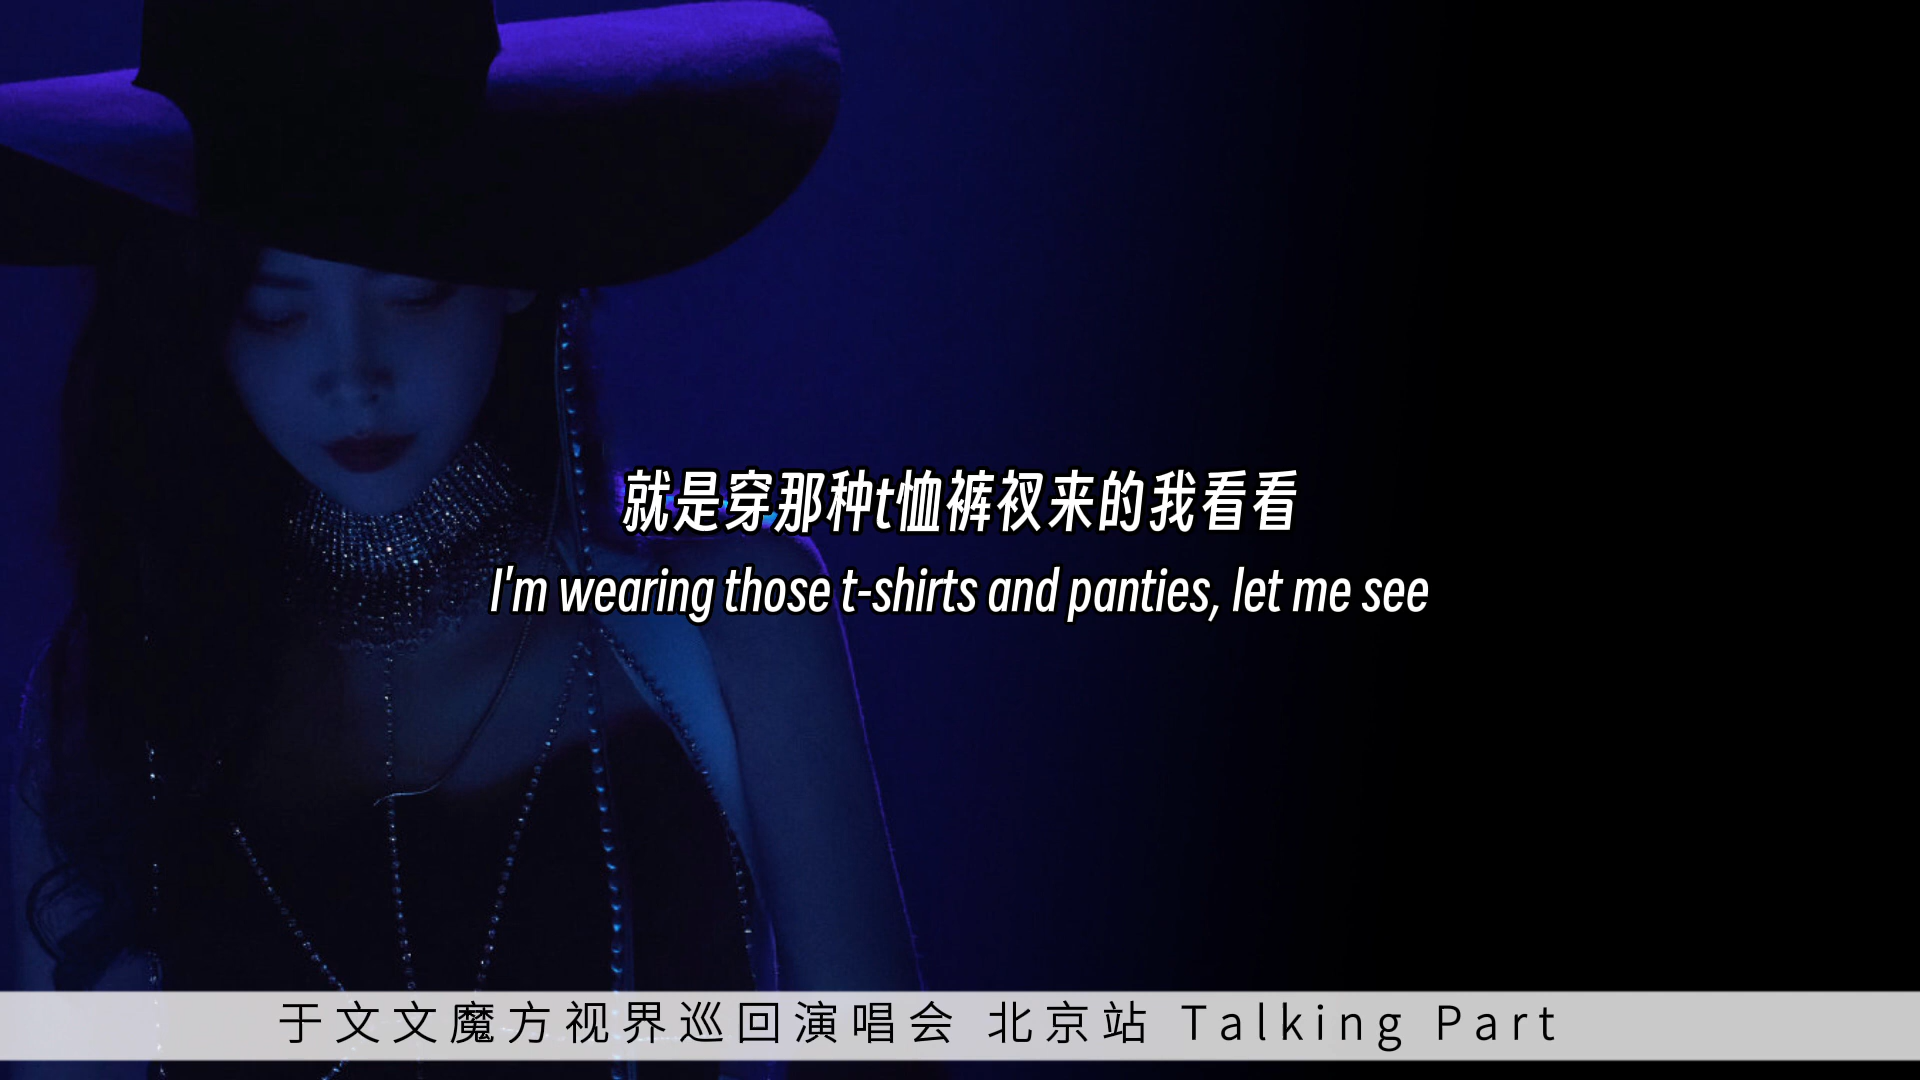 就是穿那种t恤裤衩来的我看看
I'm wearing those t-shirts and panties, let me see
于文文魔方视界巡回演唱会 北京站 Talking Part